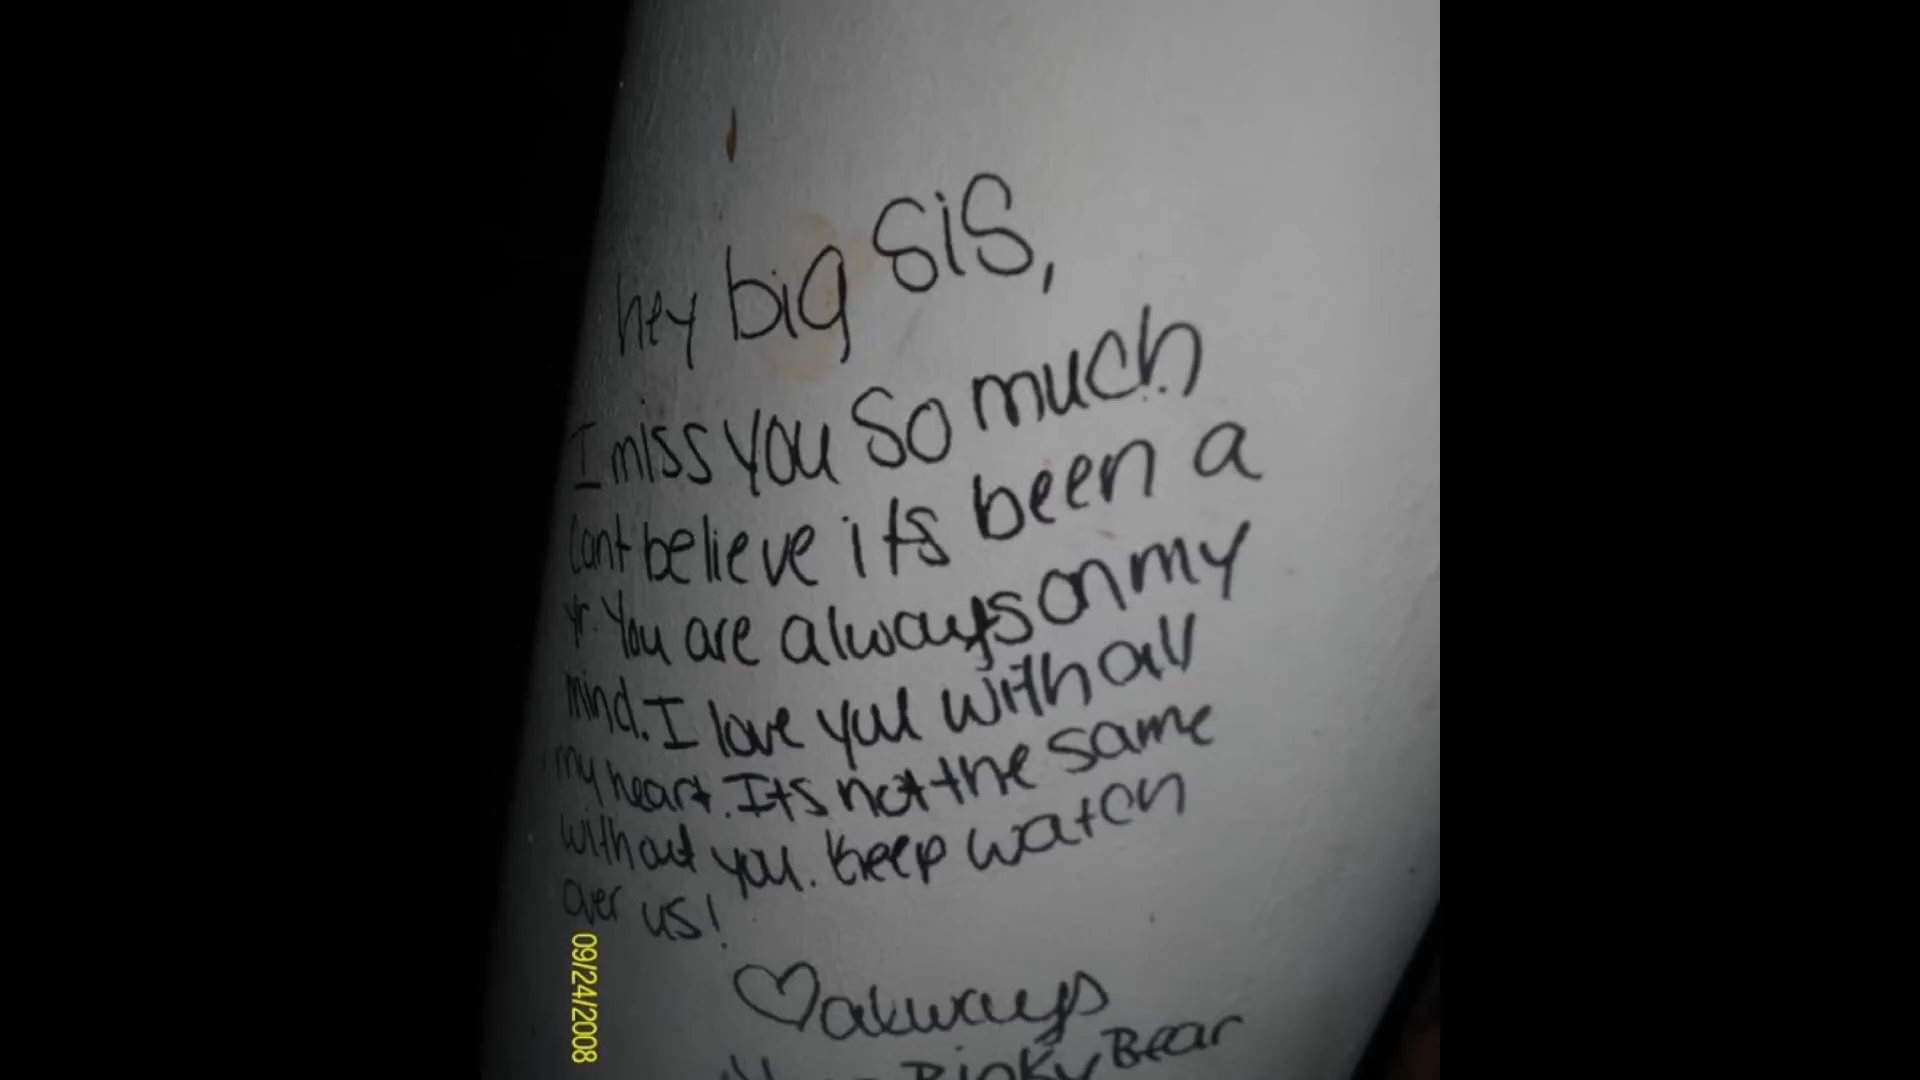 hey big sis,
I miss you so much
Cant believe its been a
yr. You are always on my
mind. I love you with all
my heart. Its not the same
without you. Keep watch
over us!
♡ always
Pinky Bear
09/24/2008